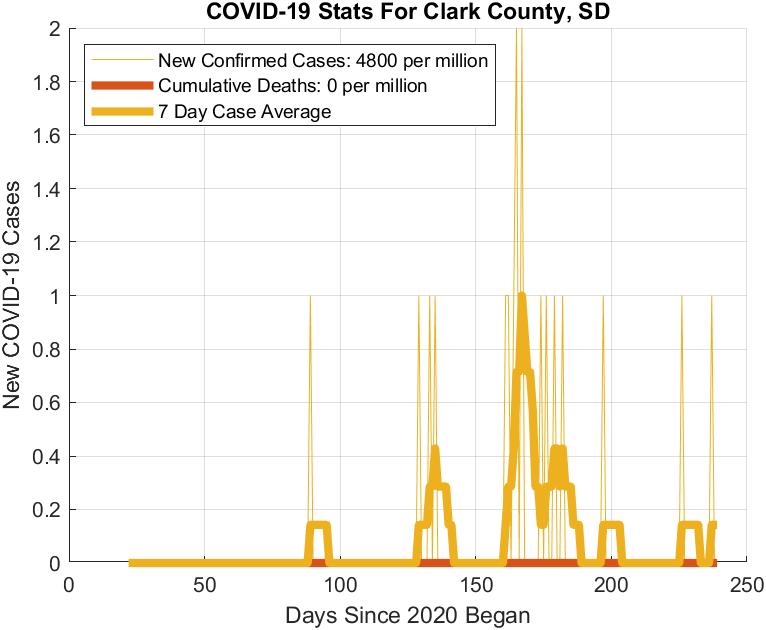 COVID-19 Stats For Clark County, SD
New Confirmed Cases: 4800 per million
Cumulative Deaths: 0 per million
7 Day Case Average
New COVID-19 Cases
2
1.8
1.6
1.4
1.2
1
0.8
0.6
0.4
0.2
0
0 50 100 150 200 250
Days Since 2020 Began